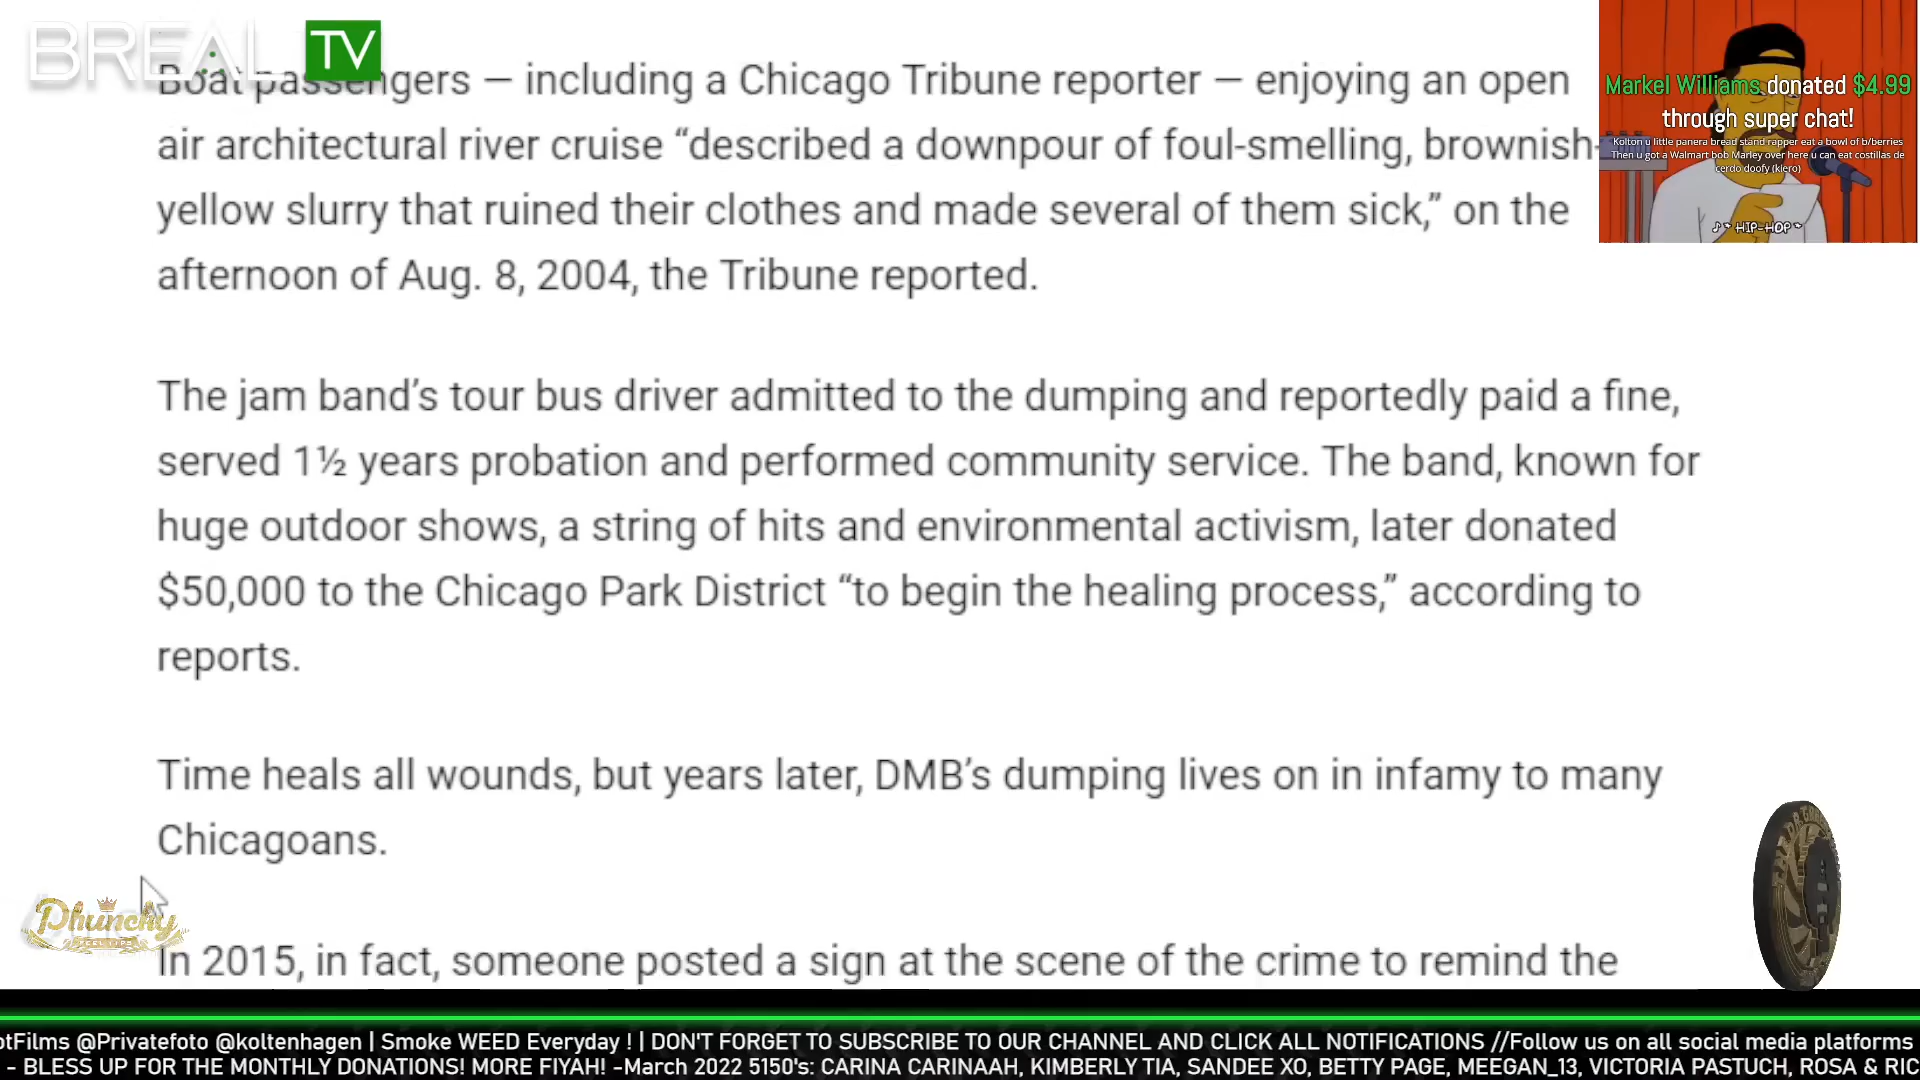 BREAL TV
Boat passengers — including a Chicago Tribune reporter — enjoying an open
air architectural river cruise “described a downpour of foul-smelling, brownish-
yellow slurry that ruined their clothes and made several of them sick,” on the
afternoon of Aug. 8, 2004, the Tribune reported.
The jam band’s tour bus driver admitted to the dumping and reportedly paid a fine,
served 1½ years probation and performed community service. The band, known for
huge outdoor shows, a string of hits and environmental activism, later donated
$50,000 to the Chicago Park District “to begin the healing process,” according to
reports.
Time heals all wounds, but years later, DMB’s dumping lives on in infamy to many
Chicagoans.
In 2015, in fact, someone posted a sign at the scene of the crime to remind the
Markel Williams donated $4.99
through super chat!
Kolton u little panera bread stand rapper eat a bowl of b/berries
Then u got a Walmart bob Marley over here u can eat costillas de
cerdo doofy (klero)
♪ * HIP-HOP *
Phunchy
FEEL TIPS
otFilms @Privatefoto @koltenhagen | Smoke WEED Everyday ! | DON'T FORGET TO SUBSCRIBE TO OUR CHANNEL AND CLICK ALL NOTIFICATIONS //Follow us on all social media platforms
- BLESS UP FOR THE MONTHLY DONATIONS! MORE FIYAH! -March 2022 5150's: CARINA CARINAAH, KIMBERLY TIA, SANDEE XO, BETTY PAGE, MEEGAN_13, VICTORIA PASTUCH, ROSA & RIC